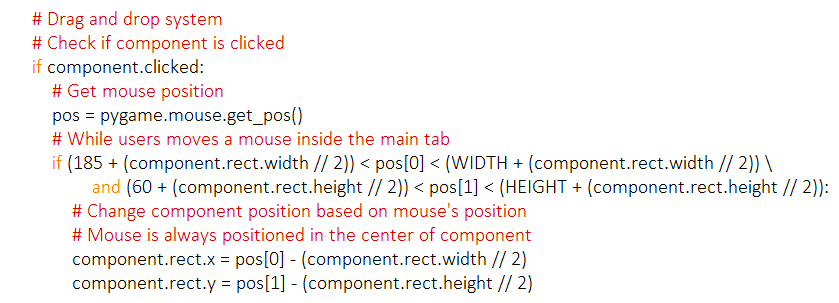 # Drag and drop system
# Check if component is clicked
if component.clicked:
# Get mouse position
pos = pygame.mouse.get_pos()
# While users moves a mouse inside the main tab
if (185 + (component.rect.width // 2)) < pos[0] < (WIDTH + (component.rect.width // 2)) \
and (60 + (component.rect.height // 2)) < pos[1] < (HEIGHT + (component.rect.height // 2)):
# Change component position based on mouse's position
# Mouse is always positioned in the center of component
component.rect.x = pos[0] - (component.rect.width // 2)
component.rect.y = pos[1] - (component.rect.height // 2)